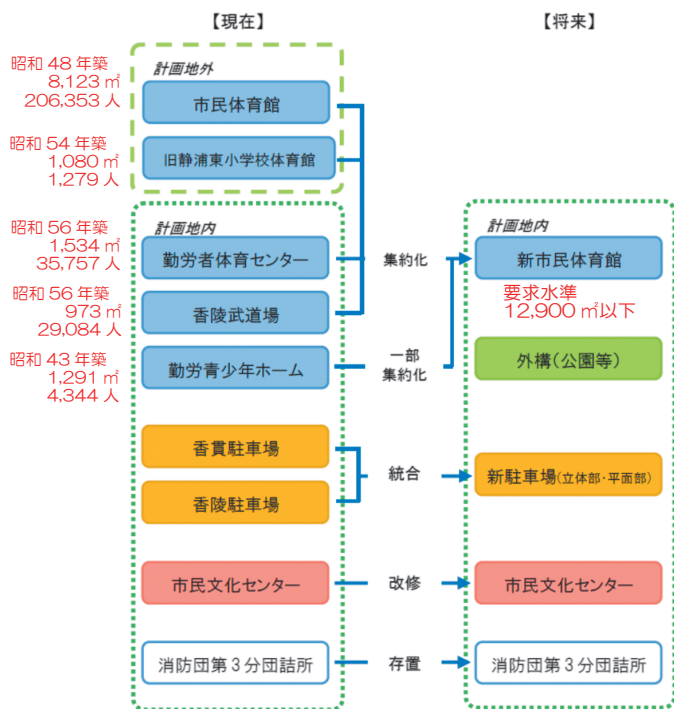 【現在】
【将来】
計画地外
昭和 48 年築
8,123 ㎡
206,353 人
市民体育館
昭和 54 年築
1,080 ㎡
1,279 人
旧静浦東小学校体育館
計画地内
昭和 56 年築
1,534 ㎡
35,757 人
勤労者体育センター
昭和 56 年築
973 ㎡
29,084 人
香陵武道場
昭和 43 年築
1,291 ㎡
4,344 人
勤労青少年ホーム
香貫駐車場
香陵駐車場
市民文化センター
消防団第3分団詰所
集約化
一部
集約化
統合
改修
存置
計画地内
新市民体育館
要求水準
12,900 ㎡以下
外構(公園等)
新駐車場(立体部・平面部)
市民文化センター
消防団第3分団詰所